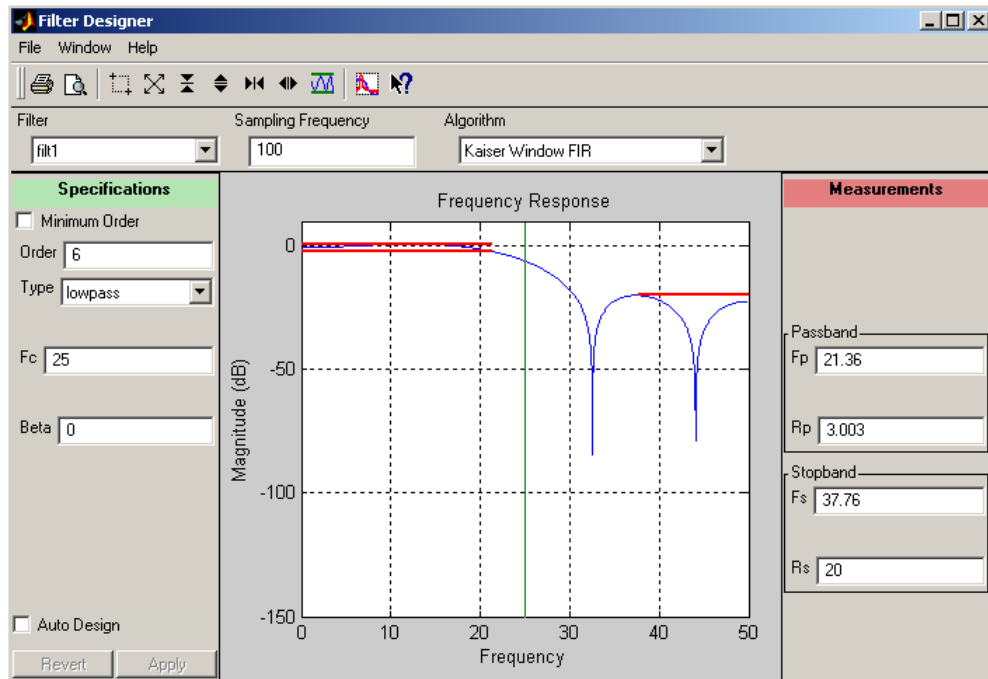 Filter Designer
File Window Help
Filter
Sampling Frequency
Algorithm
filt1
100
Kaiser Window FIR
Specifications
Minimum Order
Order 6
Type lowpass
Fc 25
Beta 0
Auto Design
Revert Apply
Frequency Response
Magnitude (dB)
0
-50
-100
-150
0 10 20 30 40 50
Frequency
Measurements
Passband
Fp 21.36
Rp 3.003
Stopband
Fs 37.76
Rs 20